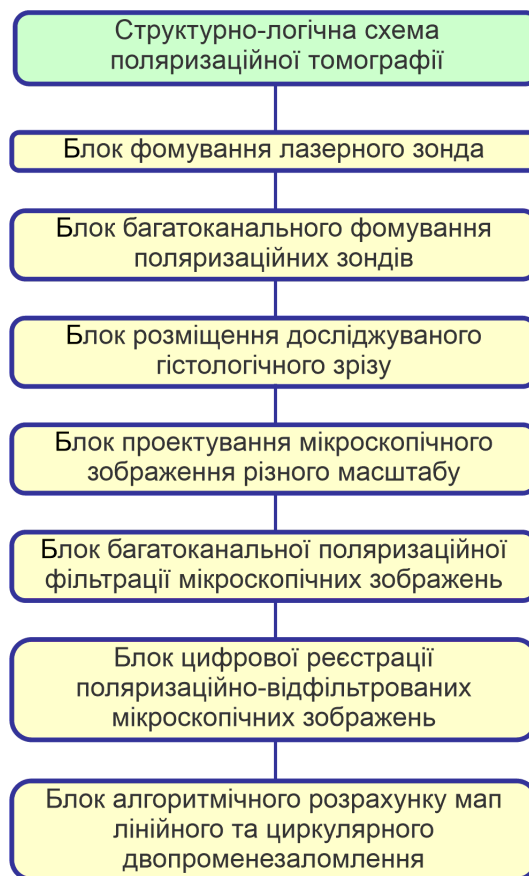 Структурно-логічна схема
поляризаційної томографії
Блок фомування лазерного зонда
Блок багатоканального фомування
поляризаційних зондів
Блок розміщення досліджуваного
гістологічного зрізу
Блок проектування мікроскопічного
зображення різного масштабу
Блок багатоканальної поляризаційної
фільтрації мікроскопічних зображень
Блок цифрової реєстрації
поляризаційно-відфільтрованих
мікроскопічних зображень
Блок алгоритмічного розрахунку мап
лінійного та циркулярного
двопроменезаломлення